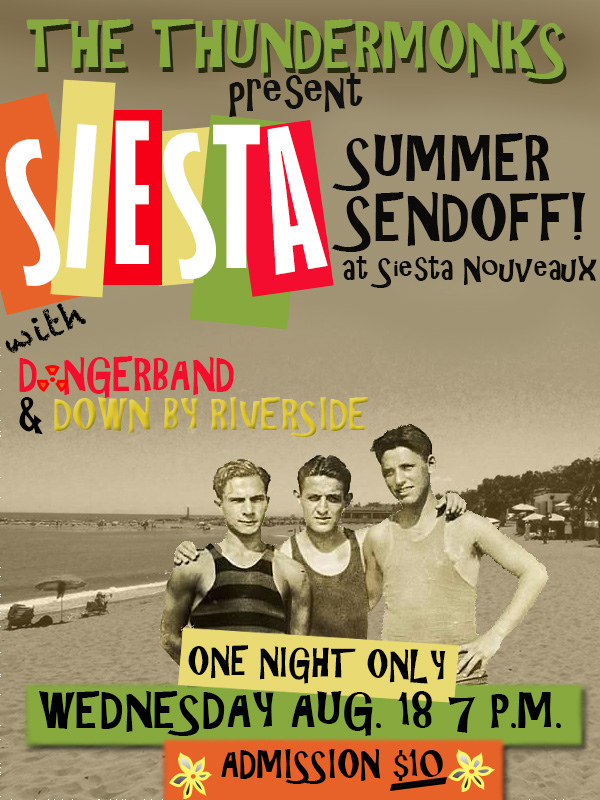 THE THUNDERMONKS
present
SIESTA
SUMMER
SENDOFF!
at Siesta Nouveaux
with
DANGERBAND
& DOWN BY RIVERSIDE
ONE NIGHT ONLY
WEDNESDAY AUG. 18 7 P.M.
ADMISSION $10